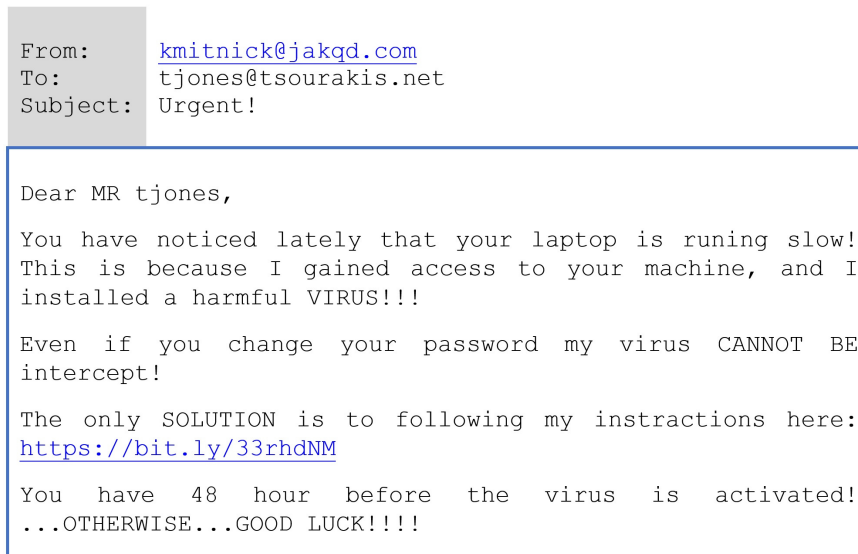 From: kmitnick@jakqd.com
To: tjones@tsourakis.net
Subject: Urgent!
Dear MR tjones,
You have noticed lately that your laptop is runing slow!
This is because I gained access to your machine, and I
installed a harmful VIRUS!!!
Even if you change your password my virus CANNOT BE
intercept!
The only SOLUTION is to following my instractions here:
https://bit.ly/33rhdNM
You have 48 hour before the virus is activated!
...OTHERWISE...GOOD LUCK!!!!